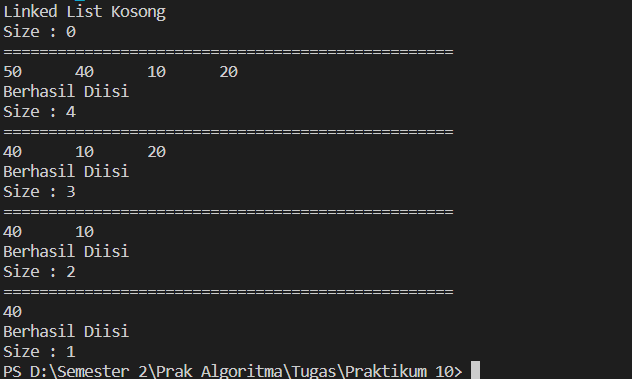 Linked List Kosong
Size : 0
==================================================
50 40 10 20
Berhasil Diisi
Size : 4
==================================================
40 10 20
Berhasil Diisi
Size : 3
==================================================
40 10
Berhasil Diisi
Size : 2
==================================================
40
Berhasil Diisi
Size : 1
PS D:\Semester 2\Prak Algoritma\Tugas\Praktikum 10>